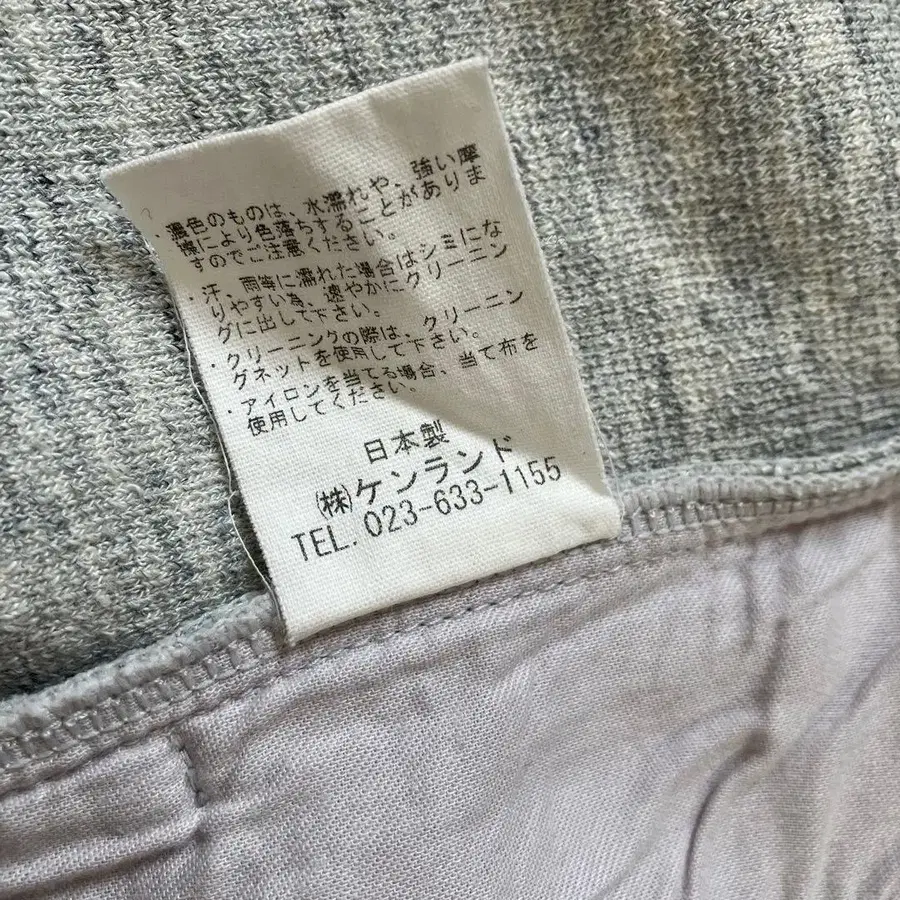 ・濃色のものは、水濡れや、強い摩
擦により色落ちすることがありま
すのでご注意ください。
・汗、雨等に濡れた場合はシミにな
りやすい為、速やかにクリーニン
グに出して下さい。
・クリーニングの際は、クリーニン
グネットを使用して下さい。
・アイロンを当てる場合、当て布を
使用してください。
日本製
㈱ケンランド
TEL. 023-633-1155